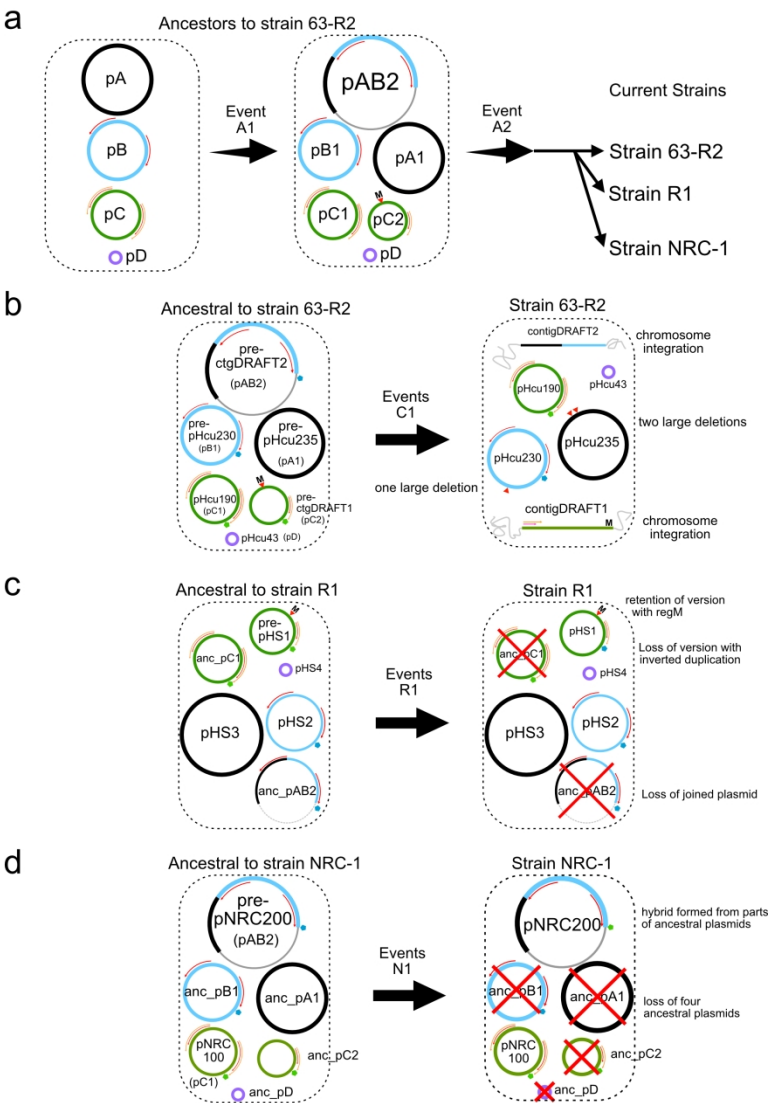 a
Ancestors to strain 63-R2
pA
pB
pC
pD
Event
A1
pAB2
pB1
pA1
pC1
M
pC2
pD
Event
A2
Current Strains
Strain 63-R2
Strain R1
Strain NRC-1
b
Ancestral to strain 63-R2
pre-
ctgDRAFT2
(pAB2)
pre-
pHcu230
(pB1)
pre-
pHcu235
(pA1)
M
pHcu190
(pC1)
pre-
ctgDRAFT1
(pC2)
pHcu43 (pD)
Events
C1
Strain 63-R2
contigDRAFT2
chromosome
integration
pHcu190
pHcu43
two large deletions
pHcu235
pHcu230
one large deletion
contigDRAFT1
M
chromosome
integration
c
Ancestral to strain R1
M
pre-
pHS1
anc_pC1
pHS4
pHS3
pHS2
anc_pAB2
Events
R1
Strain R1
retention of version
with regM
M
pHS1
anc_pC1
Loss of version with
inverted duplication
pHS4
pHS3
pHS2
anc_pAB2
Loss of joined plasmid
d
Ancestral to strain NRC-1
pre-
pNRC200
(pAB2)
anc_pB1
anc_pA1
pNRC
100
(pC1)
anc_pC2
anc_pD
Events
N1
Strain NRC-1
pNRC200
hybrid formed from parts
of ancestral plasmids
anc_pB1
anc_pA1
loss of four
ancestral plasmids
pNRC
100
anc_pC2
anc_pD